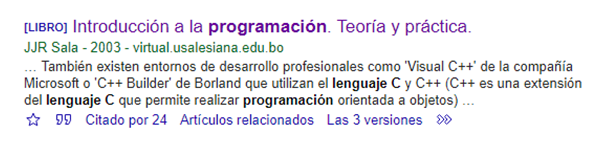 [LIBRO] Introducción a la programación. Teoría y práctica.
JJR Sala - 2003 - virtual.usalesiana.edu.bo
... También existen entornos de desarrollo profesionales como 'Visual C++' de la compañía
Microsoft o 'C++ Builder' de Borland que utilizan el lenguaje C y C++ (C++ es una extensión
del lenguaje C que permite realizar programación orientada a objetos) ...
Citado por 24 Artículos relacionados Las 3 versiones